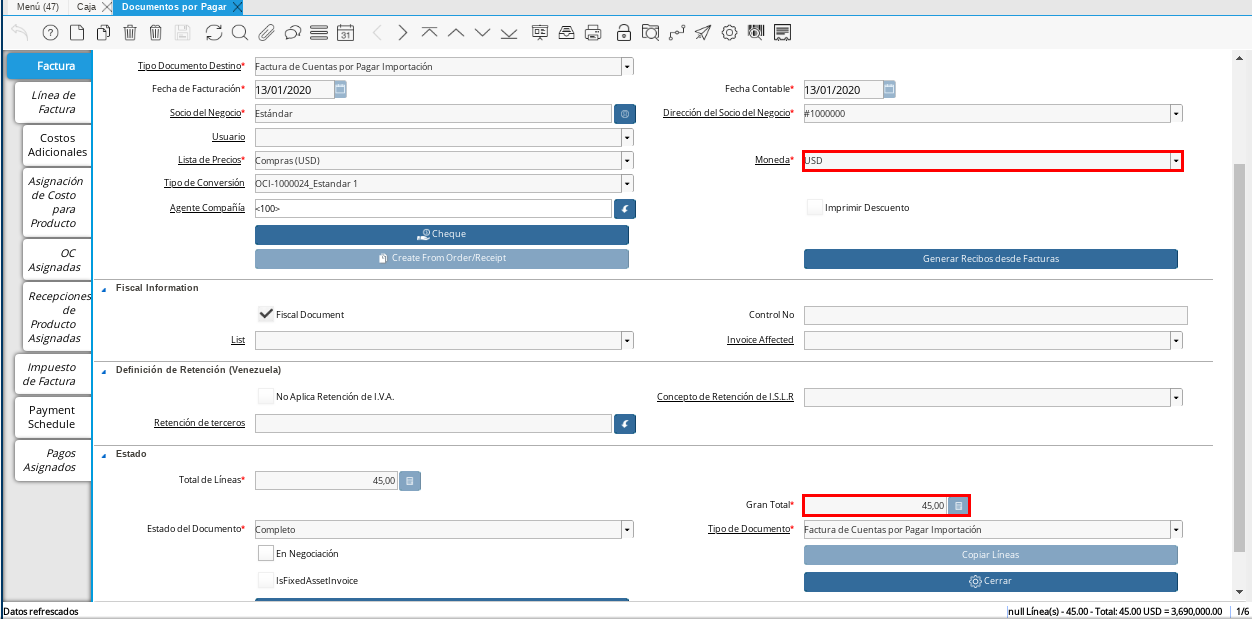 Menú (47) Caja Documentos por Pagar
31
Factura
Línea de
Factura
Costos
Adicionales
Asignación
de Costo
para
Producto
OC
Asignadas
Recepciones
de
Producto
Asignadas
Impuesto
de Factura
Payment
Schedule
Pagos
Asignados
Tipo Documento Destino* Factura de Cuentas por Pagar Importación
Fecha de Facturación* 13/01/2020 Fecha Contable* 13/01/2020
Socio del Negocio* Estándar Dirección del Socio del Negocio* #1000000
Usuario
Lista de Precios* Compras (USD) Moneda* USD
Tipo de Conversión OCI-1000024_Estandar 1
Agente Compañía <100> Imprimir Descuento
Cheque
Create From Order/Receipt Generar Recibos desde Facturas
Fiscal Information
Fiscal Document Control No
List Invoice Affected
Definición de Retención (Venezuela)
No Aplica Retención de I.V.A. Concepto de Retención de I.S.L.R
Retención de terceros
Estado
Total de Líneas* 45,00
Gran Total* 45,00
Estado del Documento* Completo Tipo de Documento* Factura de Cuentas por Pagar Importación
En Negociación Copiar Líneas
IsFixedAssetInvoice Cerrar
Datos refrescados null Línea(s) - 45.00 - Total: 45.00 USD = 3,690,000.00 1/6